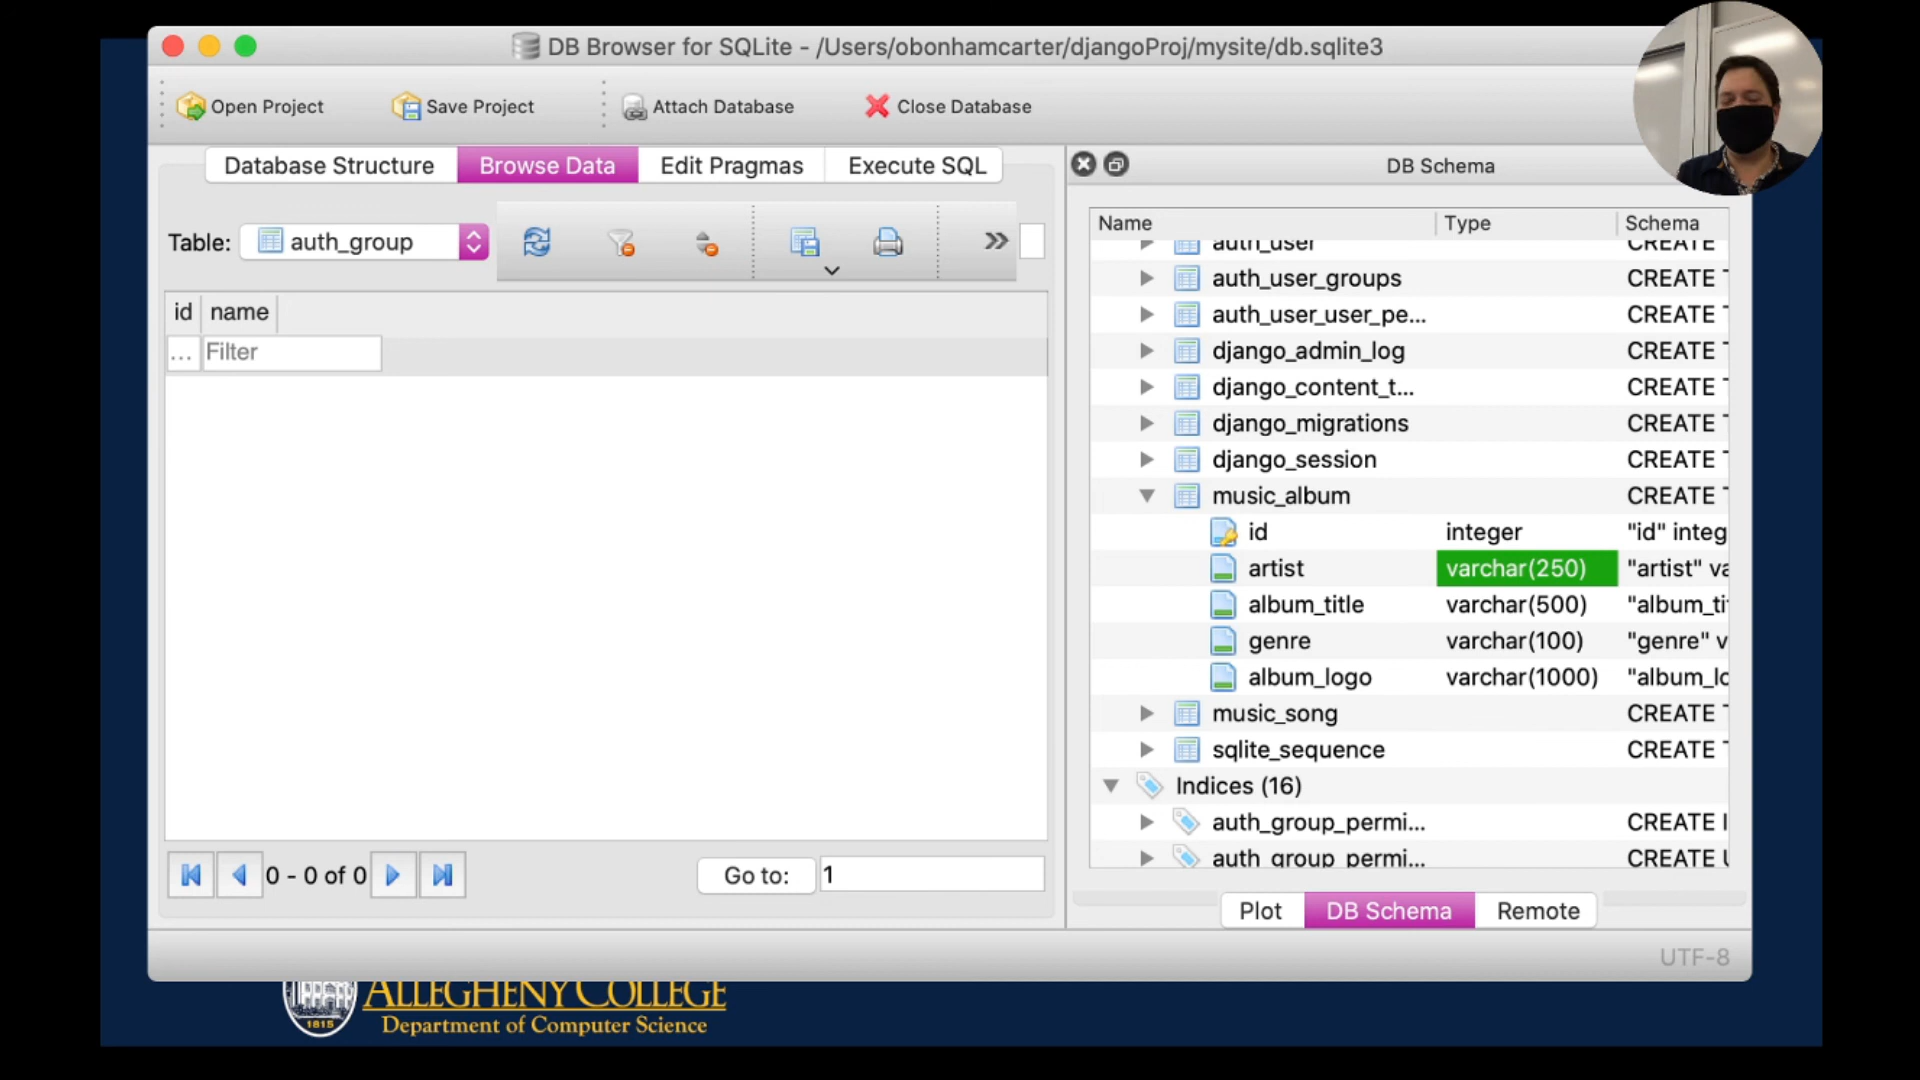 DB Browser for SQLite - /Users/obonhamcarter/djangoProj/mysite/db.sqlite3
Open Project Save Project Attach Database Close Database
Database Structure Browse Data Edit Pragmas Execute SQL
Table: auth_group
id name
... Filter
0 - 0 of 0 Go to: 1
DB Schema
Name Type Schema
auth_user CREATE
auth_user_groups CREATE T
auth_user_user_pe... CREATE T
django_admin_log CREATE T
django_content_t... CREATE T
django_migrations CREATE T
django_session CREATE T
music_album CREATE T
id integer "id" integ
artist varchar(250) "artist" va
album_title varchar(500) "album_ti
genre varchar(100) "genre" v
album_logo varchar(1000) "album_lo
music_song CREATE T
sqlite_sequence CREATE T
Indices (16)
auth_group_permi... CREATE I
auth_group_permi... CREATE U
Plot DB Schema Remote
UTF-8
ALLEGHENY COLLEGE
1815
Department of Computer Science